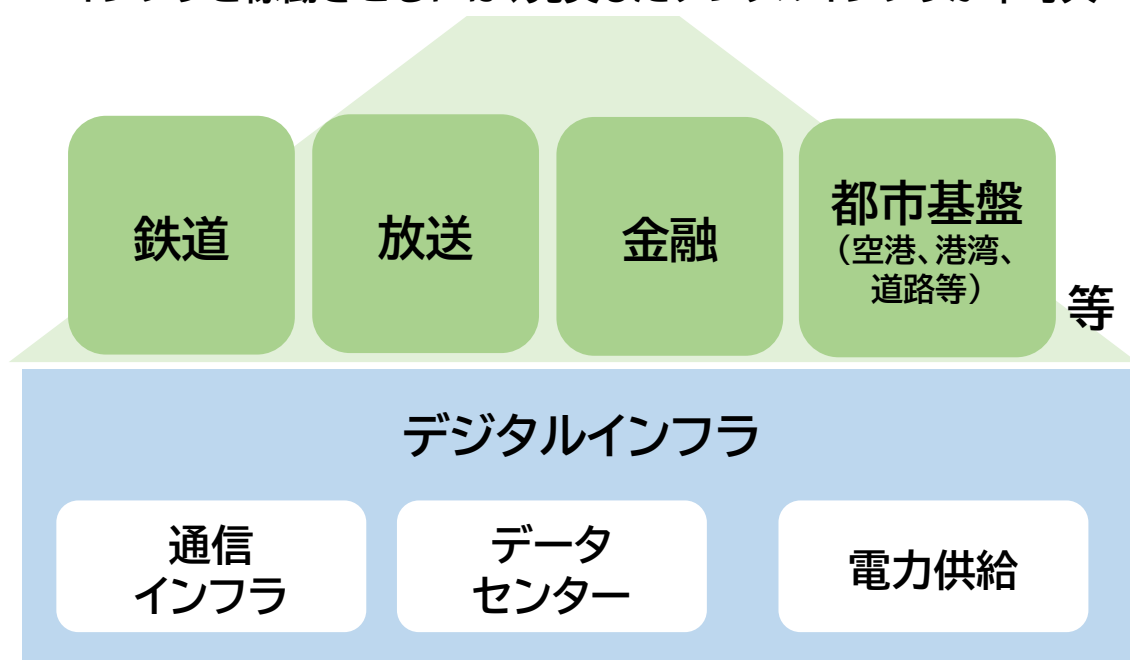 鉄道
放送
金融
都市基盤
（空港、港湾、
道路等）
等
デジタルインフラ
通信
インフラ
データ
センター
電力供給